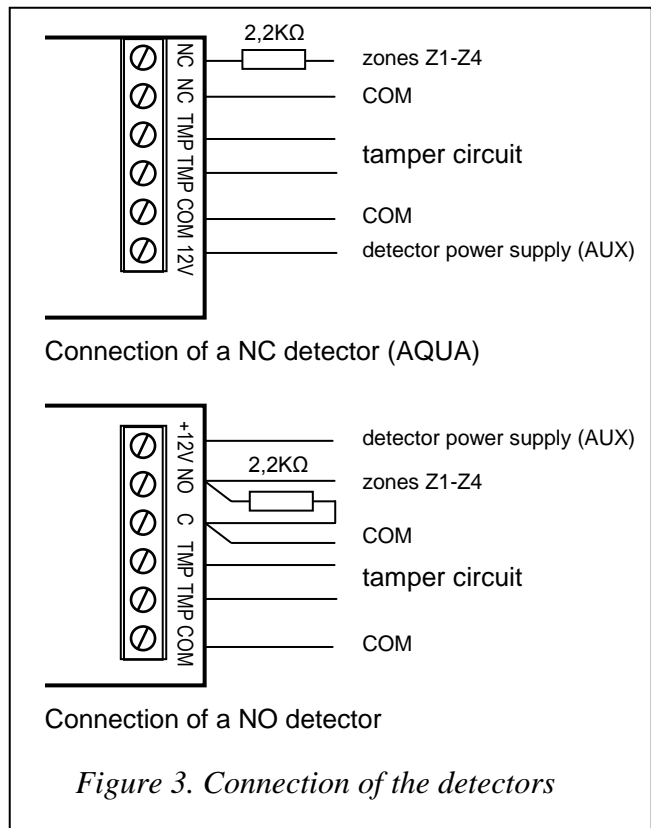 2,2KΩ
NC zones Z1-Z4
NC COM
TMP
tamper circuit
TMP
COM COM
12V detector power supply (AUX)
Connection of a NC detector (AQUA)
+12V detector power supply (AUX)
2,2KΩ
NO zones Z1-Z4
C COM
TMP
tamper circuit
TMP
COM COM
Connection of a NO detector
Figure 3. Connection of the detectors